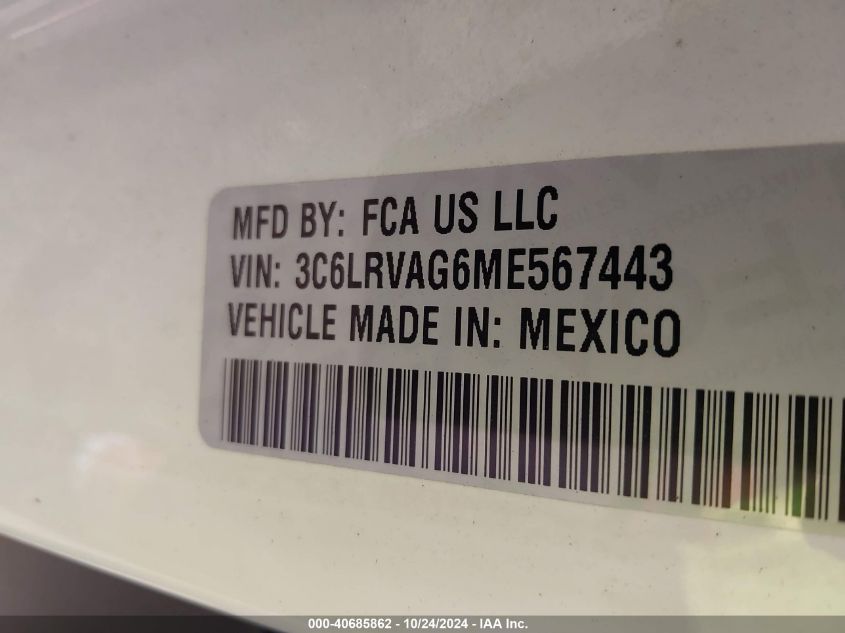 MFD BY: FCA US LLC
VIN: 3C6LRVAG6ME567443
VEHICLE MADE IN: MEXICO
000-40685862 - 10/24/2024 - IAA Inc.